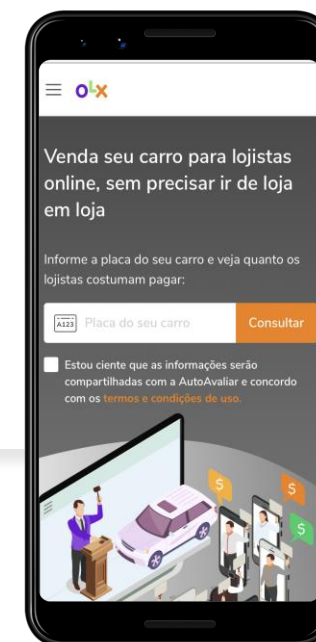 OLX
Venda seu carro para lojistas
online, sem precisar ir de loja
em loja
Informe a placa do seu carro e veja quanto os
lojistas costumam pagar:
A123 Placa do seu carro Consultar
Estou ciente que as informações serão
compartilhadas com a AutoAvaliar e concordo
com os termos e condições de uso.
$
$
$